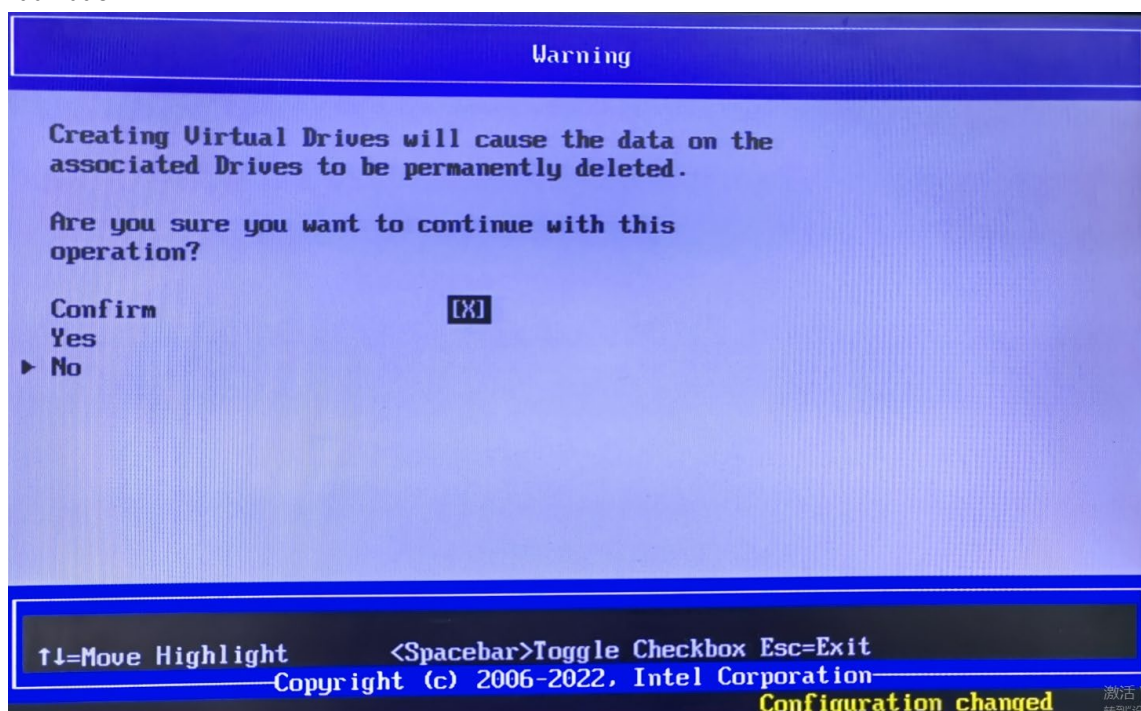 Warning
Creating Virtual Drives will cause the data on the
associated Drives to be permanently deleted.
Are you sure you want to continue with this
operation?
Confirm [X]
Yes
► No
↑↓=Move Highlight <Spacebar>Toggle Checkbox Esc=Exit
Copyright (c) 2006-2022, Intel Corporation
Configuration changed
激活